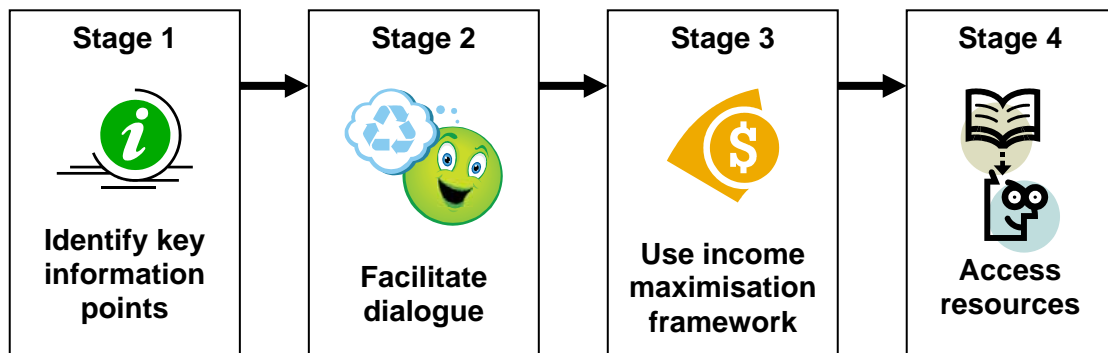 Stage 1
Identify key
information
points
Stage 2
Facilitate
dialogue
Stage 3
$
Use income
maximisation
framework
Stage 4
Access
resources